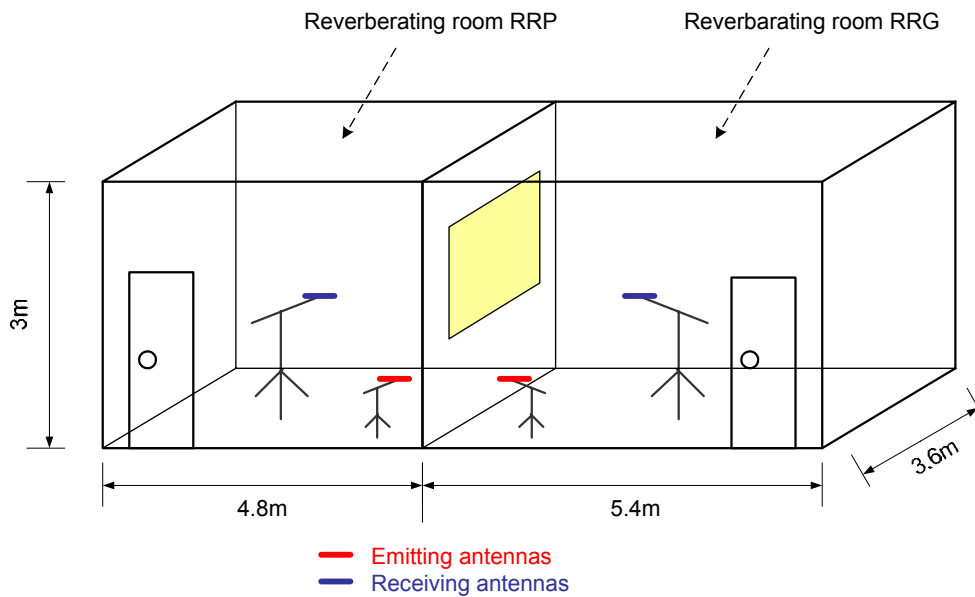 Reverberating room RRP
Reverbarating room RRG
3m
3.6m
4.8m
5.4m
Emitting antennas
Receiving antennas